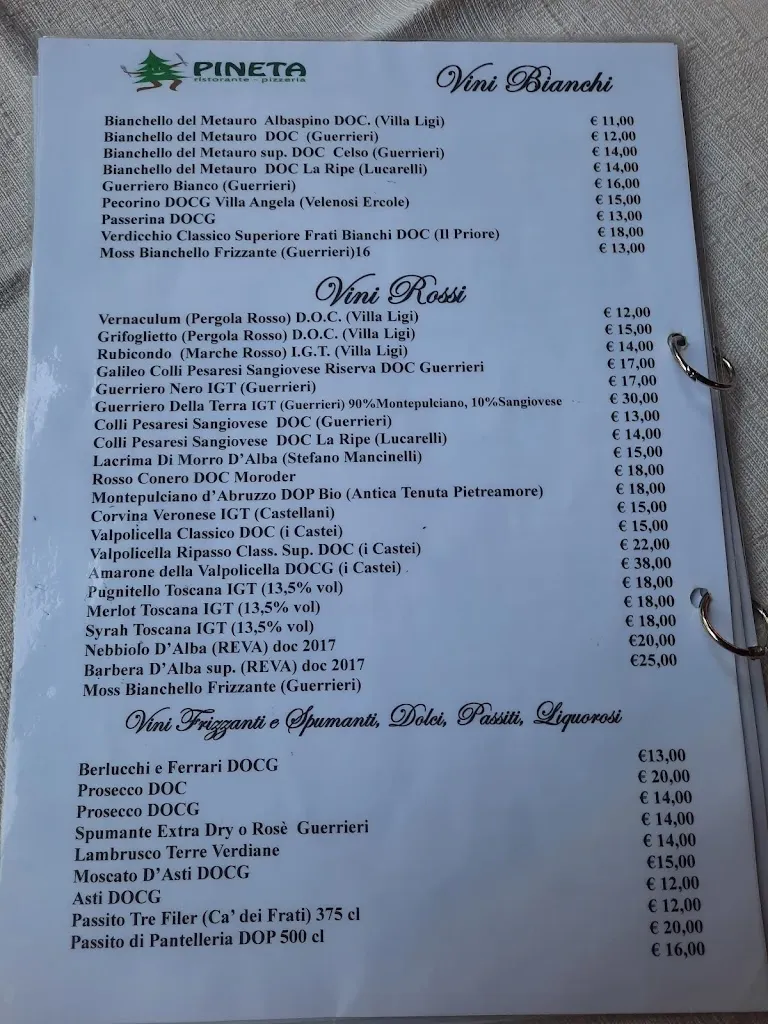 PINETA
ristorante - pizzeria
Vini Bianchi
Bianchello del Metauro Albaspino DOC. (Villa Ligi) € 11,00
Bianchello del Metauro DOC (Guerrieri) € 12,00
Bianchello del Metauro sup. DOC Celso (Guerrieri) € 14,00
Bianchello del Metauro DOC La Ripe (Lucarelli) € 14,00
Guerriero Bianco (Guerrieri) € 16,00
Pecorino DOCG Villa Angela (Velenosi Ercole) € 15,00
Passerina DOCG € 13,00
Verdicchio Classico Superiore Frati Bianchi DOC (Il Priore) € 18,00
Moss Bianchello Frizzante (Guerrieri)16 € 13,00
Vini Rossi
Vernaculum (Pergola Rosso) D.O.C. (Villa Ligi) € 12,00
Grifoglietto (Pergola Rosso) D.O.C. (Villa Ligi) € 15,00
Rubicondo (Marche Rosso) I.G.T. (Villa Ligi) € 14,00
Galileo Colli Pesaresi Sangiovese Riserva DOC Guerrieri € 17,00
Guerriero Nero IGT (Guerrieri) € 17,00
Guerriero Della Terra IGT (Guerrieri) 90%Montepulciano, 10%Sangiovese € 30,00
Colli Pesaresi Sangiovese DOC (Guerrieri) € 13,00
Colli Pesaresi Sangiovese DOC La Ripe (Lucarelli) € 14,00
Lacrima Di Morro D'Alba (Stefano Mancinelli) € 15,00
Rosso Conero DOC Moroder € 18,00
Montepulciano d'Abruzzo DOP Bio (Antica Tenuta Pietreamore) € 18,00
Corvina Veronese IGT (Castellani) € 15,00
Valpolicella Classico DOC (i Castei) € 15,00
Valpolicella Ripasso Class. Sup. DOC (i Castei) € 22,00
Amarone della Valpolicella DOCG (i Castei) € 38,00
Pugnitello Toscana IGT (13,5% vol) € 18,00
Merlot Toscana IGT (13,5% vol) € 18,00
Syrah Toscana IGT (13,5% vol) € 18,00
Nebbiolo D'Alba (REVA) doc 2017 €20,00
Barbera D'Alba sup. (REVA) doc 2017 €25,00
Moss Bianchello Frizzante (Guerrieri)
Vini Frizzanti e Spumanti, Dolci, Passiti, Liquorosi
Berlucchi e Ferrari DOCG €13,00
Prosecco DOC € 20,00
Prosecco DOCG € 14,00
Spumante Extra Dry o Rosè Guerrieri € 14,00
Lambrusco Terre Verdiane € 14,00
Moscato D'Asti DOCG €15,00
Asti DOCG € 12,00
Passito Tre Filer (Ca' dei Frati) 375 cl € 12,00
Passito di Pantelleria DOP 500 cl € 20,00
€ 16,00